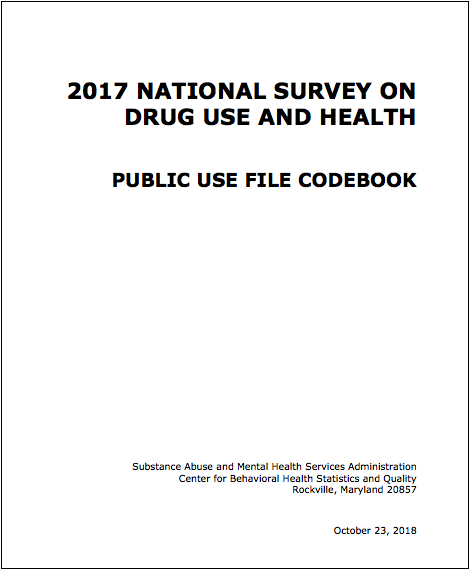 2017 NATIONAL SURVEY ON
DRUG USE AND HEALTH
PUBLIC USE FILE CODEBOOK
Substance Abuse and Mental Health Services Administration
Center for Behavioral Health Statistics and Quality
Rockville, Maryland 20857
October 23, 2018